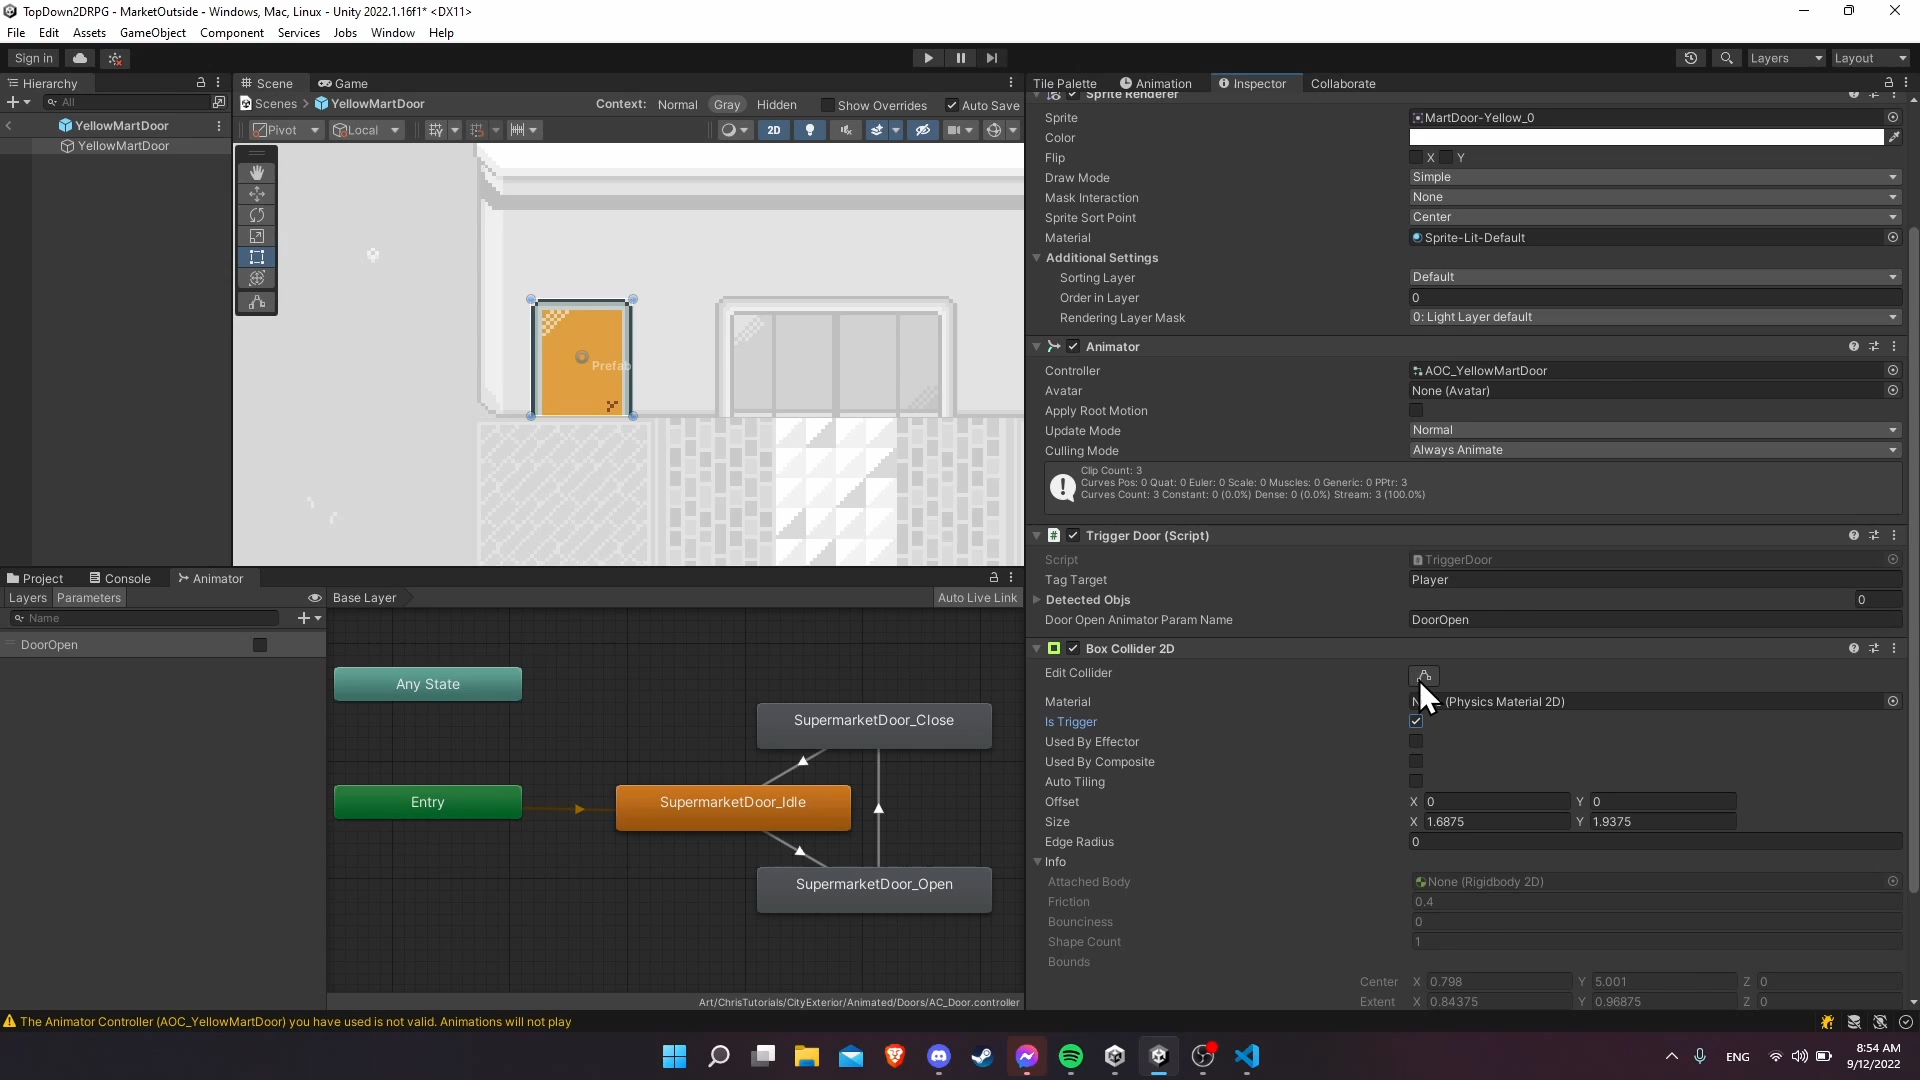 TopDown2DRPG - MarketOutside - Windows, Mac, Linux - Unity 2022.1.16f1* <DX11>
File Edit Assets GameObject Component Services Jobs Window Help
Sign in
Layers Layout
Hierarchy
All
YellowMartDoor
YellowMartDoor
Scene Game
Scenes YellowMartDoor Context: Normal Gray Hidden Show Overrides Auto Save
Pivot Local 2D
Prefab
Project Console Animator
Layers Parameters Base Layer Auto Live Link
Name
DoorOpen
Any State
Entry
SupermarketDoor_Close
SupermarketDoor_Idle
SupermarketDoor_Open
Art/ChrisTutorials/CityExterior/Animated/Doors/AC_Door.controller
Tile Palette Animation Inspector Collaborate
Sprite Renderer
Sprite MartDoor-Yellow_0
Color
Flip X Y
Draw Mode Simple
Mask Interaction None
Sprite Sort Point Center
Material Sprite-Lit-Default
Additional Settings
Sorting Layer Default
Order in Layer 0
Rendering Layer Mask 0: Light Layer default
Animator
Controller AOC_YellowMartDoor
Avatar None (Avatar)
Apply Root Motion
Update Mode Normal
Culling Mode Always Animate
Clip Count: 3
Curves Pos: 0 Quat: 0 Euler: 0 Scale: 0 Muscles: 0 Generic: 0 PPtr: 3
Curves Count: 3 Constant: 0 (0.0%) Dense: 0 (0.0%) Stream: 3 (100.0%)
Trigger Door (Script)
Script TriggerDoor
Tag Target Player
Detected Objs 0
Door Open Animator Param Name DoorOpen
Box Collider 2D
Edit Collider
Material (Physics Material 2D)
Is Trigger
Used By Effector
Used By Composite
Auto Tiling
Offset X 0 Y 0
Size X 1.6875 Y 1.9375
Edge Radius 0
Info
Attached Body None (Rigidbody 2D)
Friction 0.4
Bounciness 0
Shape Count 1
Bounds
Center X 0.798 Y 5.001 Z 0
Extent X 0.84375 Y 0.96875 Z 0
The Animator Controller (AOC_YellowMartDoor) you have used is not valid. Animations will not play
ENG
8:54 AM
9/12/2022